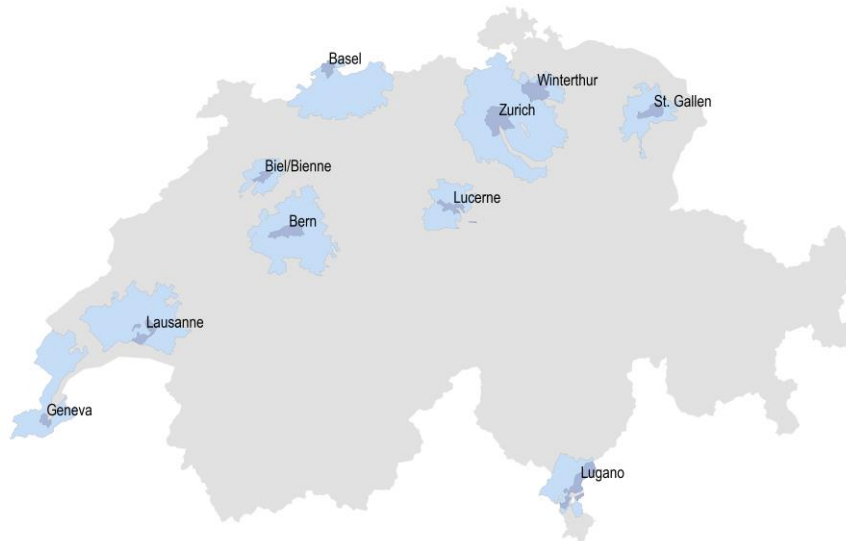 Basel
Winterthur
St. Gallen
Zurich
Biel/Bienne
Lucerne
Bern
Lausanne
Geneva
Lugano